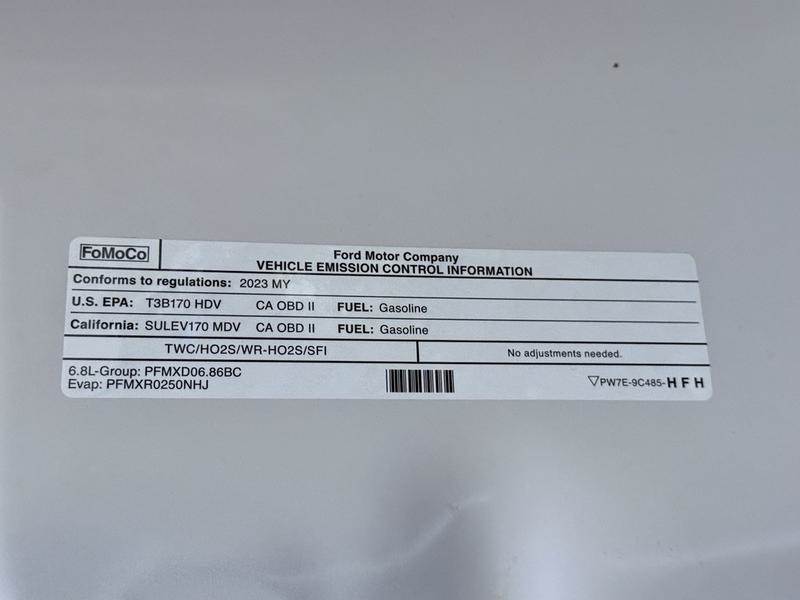 FoMoCo
Ford Motor Company
VEHICLE EMISSION CONTROL INFORMATION
Conforms to regulations: 2023 MY
U.S. EPA: T3B170 HDV CA OBD II FUEL: Gasoline
California: SULEV170 MDV CA OBD II FUEL: Gasoline
TWC/HO2S/WR-HO2S/SFI No adjustments needed.
6.8L-Group: PFMXD06.86BC
Evap: PFMXR0250NHJ
▽PW7E-9C485-HFH